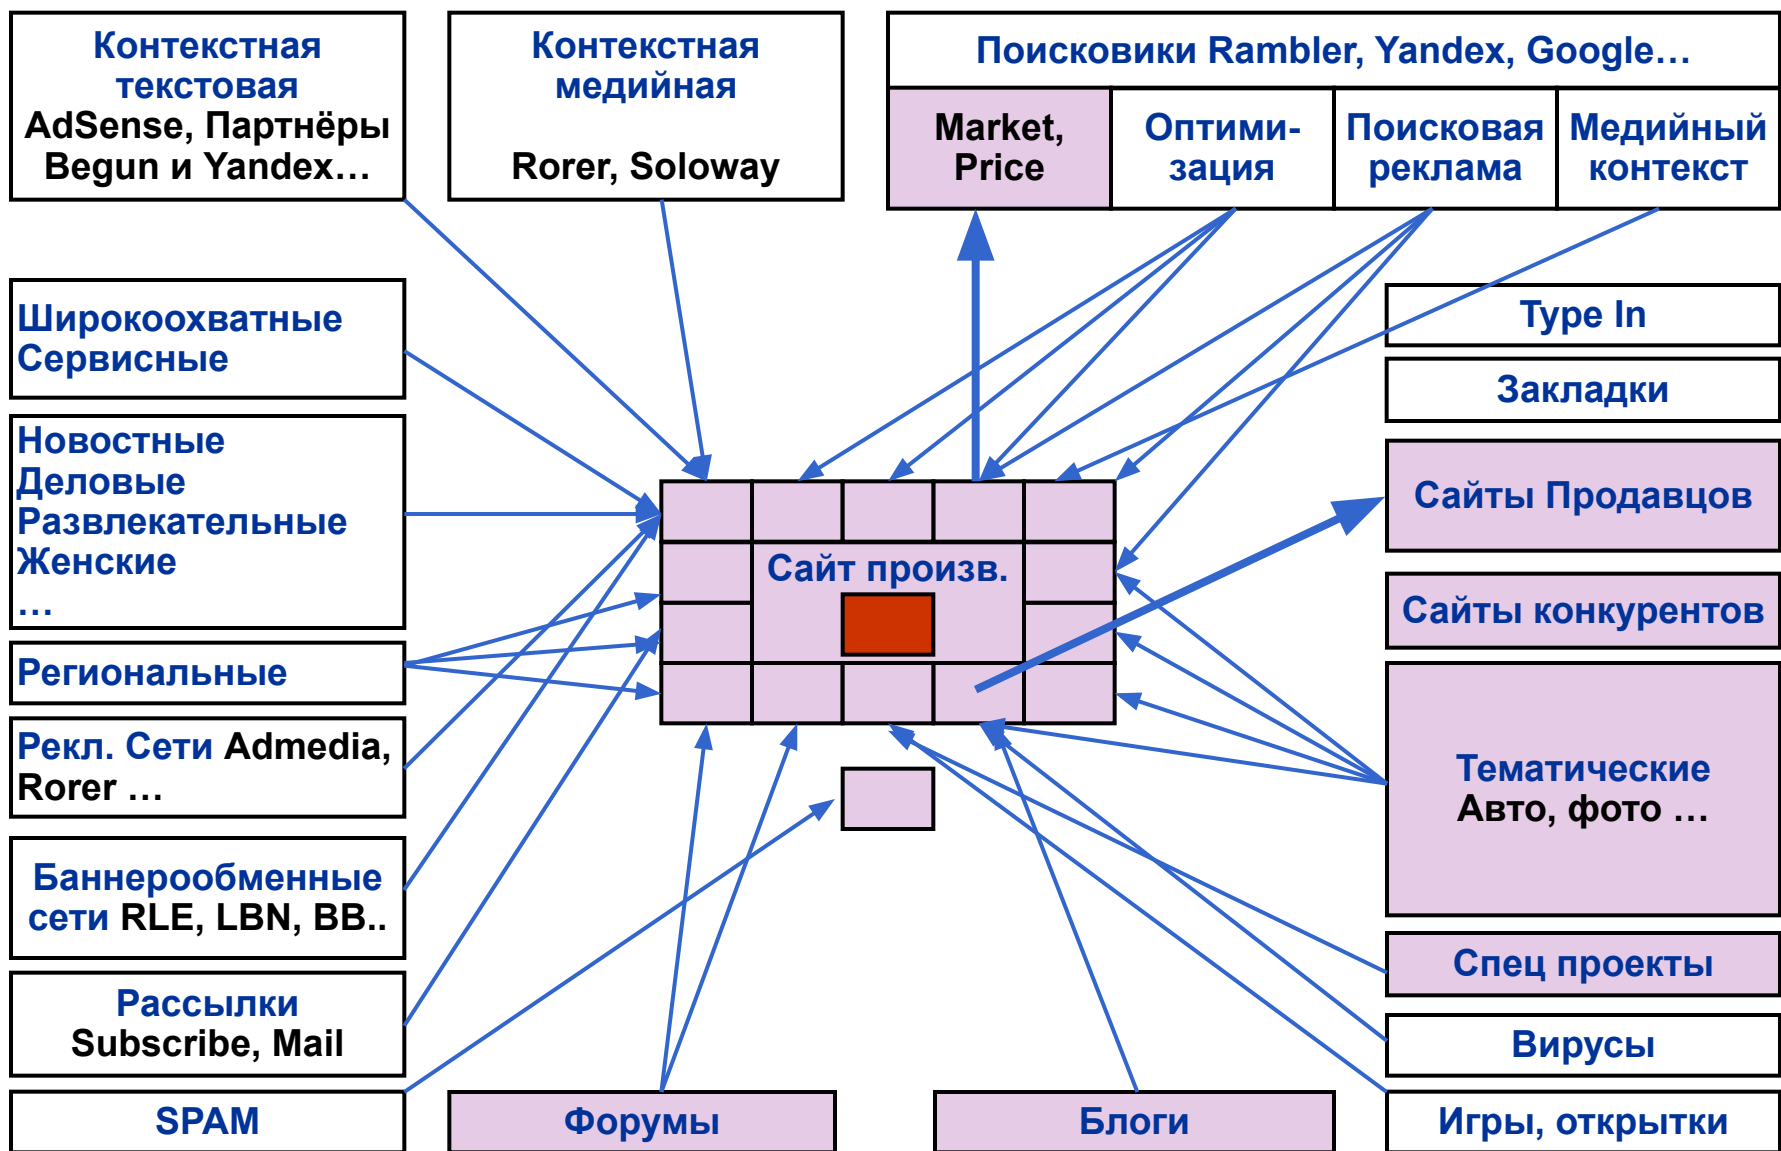 Контекстная
текстовая
AdSense, Партнёры
Begun и Yandex…
Контекстная
медийная
Rorer, Soloway
Поисковики Rambler, Yandex, Google…
Market,
Price
Оптими-
зация
Поисковая
реклама
Медийный
контекст
Широкоохватные
Сервисные
Новостные
Деловые
Развлекательные
Женские
…
Региональные
Рекл. Сети Admedia,
Rorer …
Баннерообменные
сети RLE, LBN, BB..
Рассылки
Subscribe, Mail
SPAM
Сайт произв.
Форумы
Блоги
Type In
Закладки
Сайты Продавцов
Сайты конкурентов
Тематические
Авто, фото …
Спец проекты
Вирусы
Игры, открытки